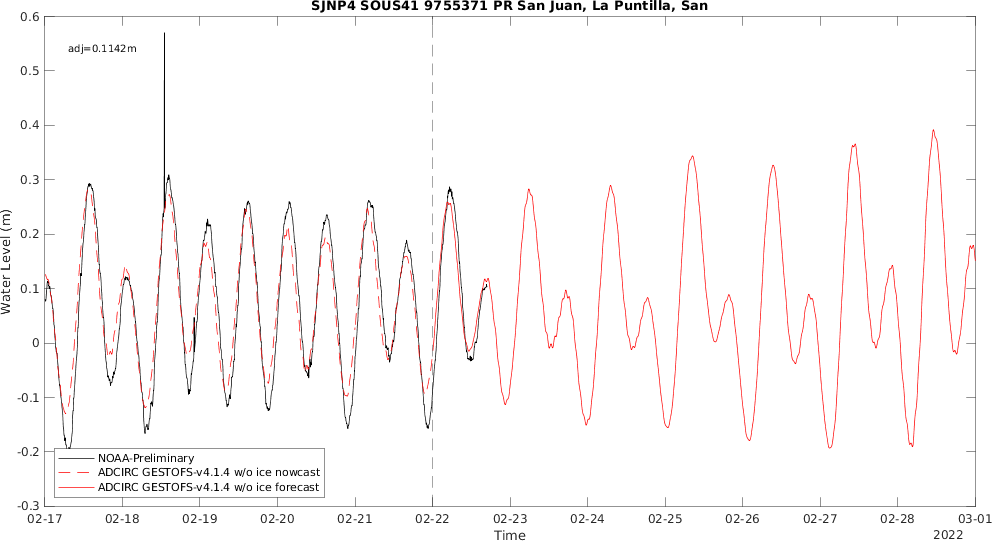 SJNP4 SOUS41 9755371 PR San Juan, La Puntilla, San
0.6
0.5
0.4
0.3
0.2
0.1
0
-0.1
-0.2
-0.3
Water Level (m)
adj=0.1142m
NOAA-Preliminary
ADCIRC GESTOFS-v4.1.4 w/o ice nowcast
ADCIRC GESTOFS-v4.1.4 w/o ice forecast
02-17 02-18 02-19 02-20 02-21 02-22 02-23 02-24 02-25 02-26 02-27 02-28 03-01
Time
2022